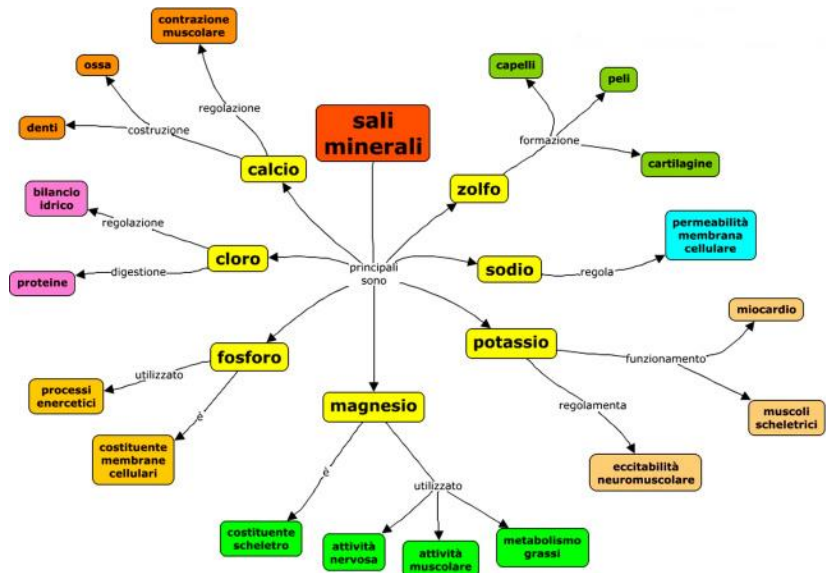 contrazione
muscolare
ossa
regolazione
denti
costruzione
calcio
sali
minerali
capelli
peli
formazione
cartilagine
zolfo
bilancio
idrico
regolazione
cloro
digestione
proteine
principali
sono
sodio
regola
permeabilità
membrana
cellulare
fosforo
utilizzato
processi
enercetici
è
costituente
membrane
cellulari
magnesio
è
costituente
scheletro
utilizzato
attività
nervosa
attività
muscolare
metabolismo
grassi
potassio
funzionamento
miocardio
muscoli
scheletrici
regolamenta
eccitabilità
neuromuscolare